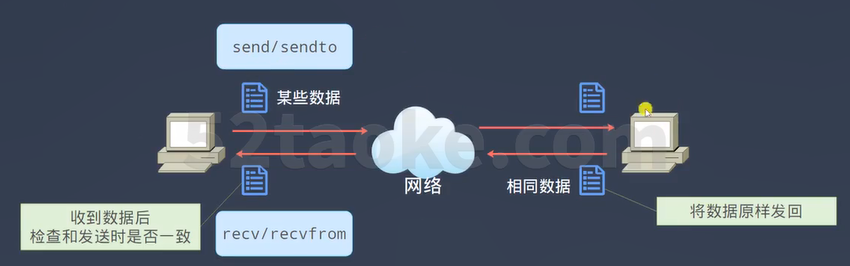 send/sendto
某些数据
52taoke.com
网络
相同数据
收到数据后
检查和发送时是否一致
将数据原样发回
recv/recvfrom